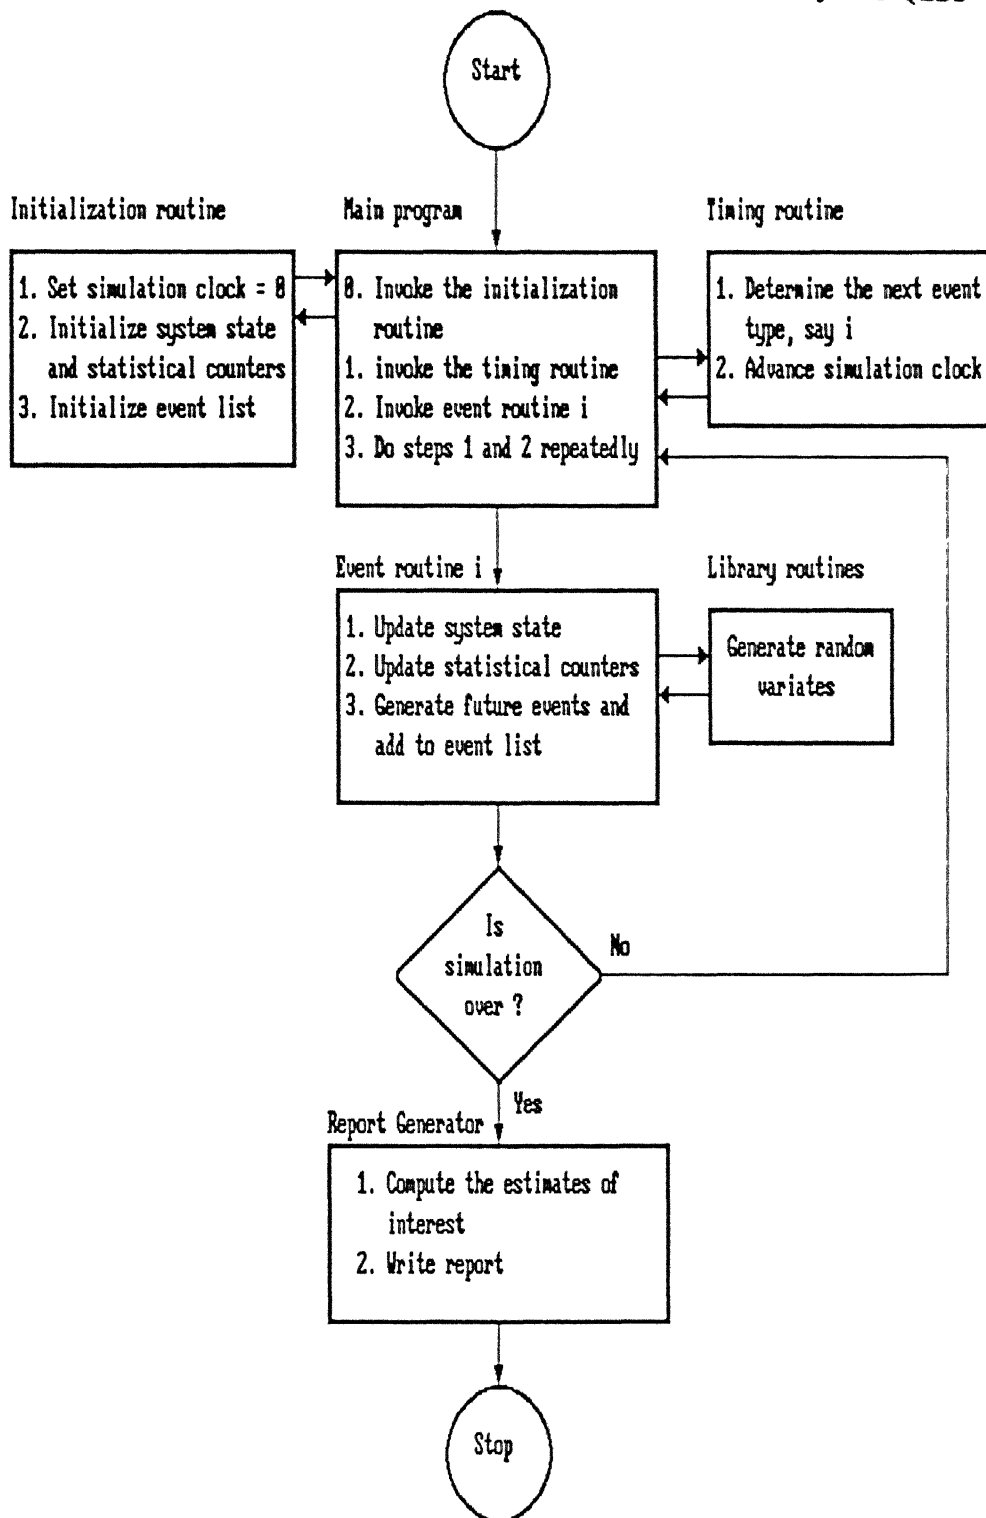 Start
Initialization routine
1. Set simulation clock = 0
2. Initialize system state
and statistical counters
3. Initialize event list
Main program
0. Invoke the initialization
routine
1. invoke the timing routine
2. Invoke event routine i
3. Do steps 1 and 2 repeatedly
Timing routine
1. Determine the next event
type, say i
2. Advance simulation clock
Event routine i
1. Update system state
2. Update statistical counters
3. Generate future events and
add to event list
Library routines
Generate random
variates
Is
simulation
over ?
No
Yes
Report Generator
1. Compute the estimates of
interest
2. Write report
Stop